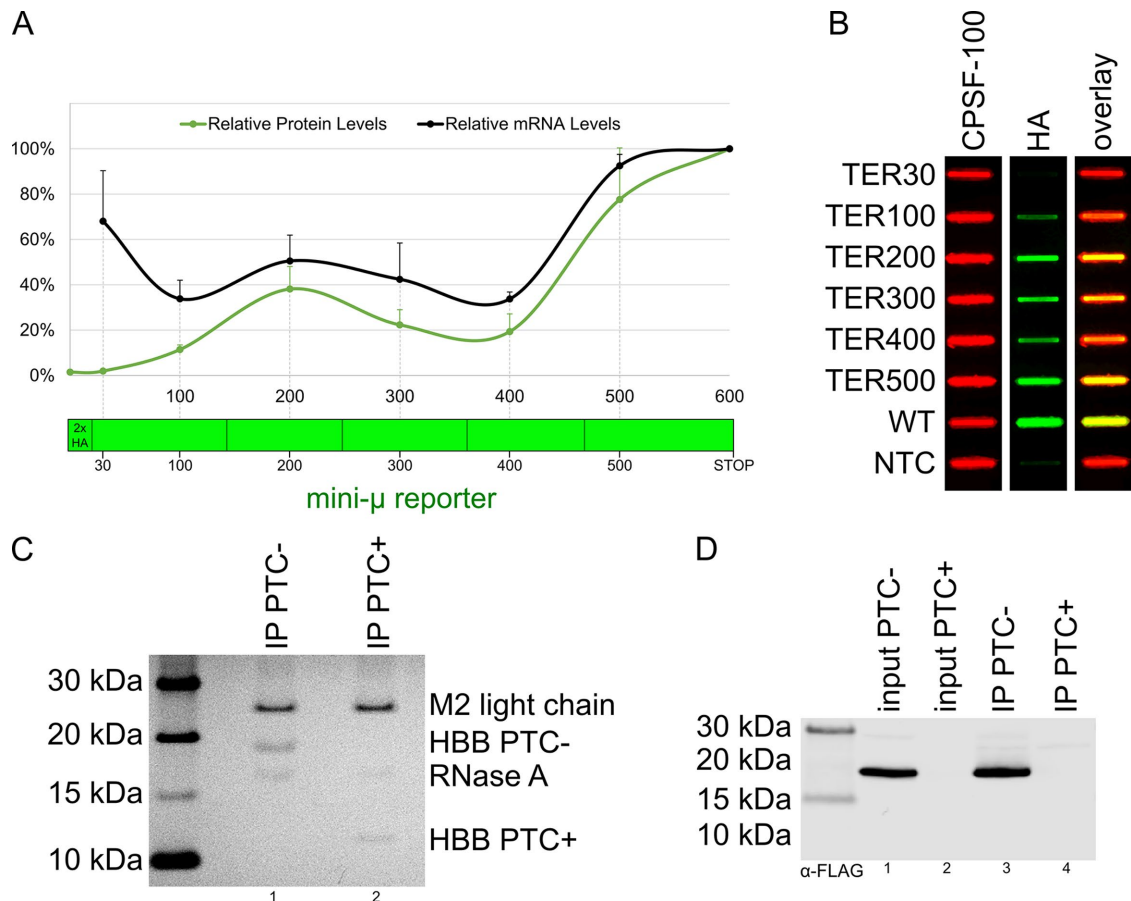 A
Relative Protein Levels
Relative mRNA Levels
100%
80%
60%
40%
20%
0%
100 200 300 400 500 600
2x
HA
30 100 200 300 400 500 STOP
mini-µ reporter
B
CPSF-100
HA
overlay
TER30
TER100
TER200
TER300
TER400
TER500
WT
NTC
C
IP PTC-
IP PTC+
30 kDa
20 kDa
15 kDa
10 kDa
M2 light chain
HBB PTC-
RNase A
HBB PTC+
1 2
D
input PTC-
input PTC+
IP PTC-
IP PTC+
30 kDa
20 kDa
15 kDa
10 kDa
α-FLAG 1 2 3 4